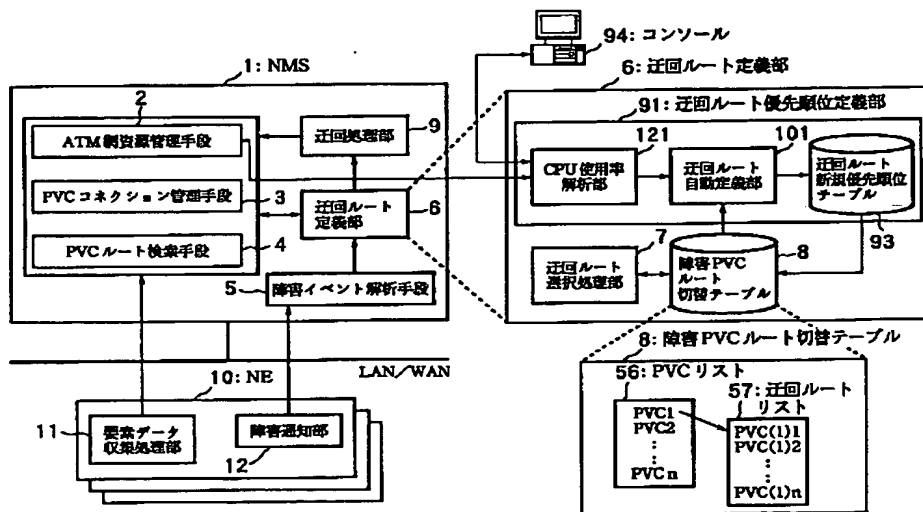 94: コンソール
1: NMS
2
ATM網資源管理手段
PVCコネクション管理手段
3
PVCルート検索手段
4
迂回処理部
9
迂回ルート
定義部
6
5
障害イベント解析手段
LAN/WAN
10: NE
11
要素データ
収集処理部
障害通知部
12
6: 迂回ルート定義部
91: 迂回ルート優先順位定義部
121
CPU使用率
解析部
101
迂回ルート
自動定義部
迂回ルート
新規優先順位
テーブル
93
7
迂回ルート
選択処理部
8
障害PVC
ルート
切替テーブル
8: 障害PVCルート切替テーブル
56: PVCリスト
PVC1
PVC2
⋮
PVCn
57: 迂回ルート
リスト
PVC(1)1
PVC(1)2
⋮
PVC(1)n